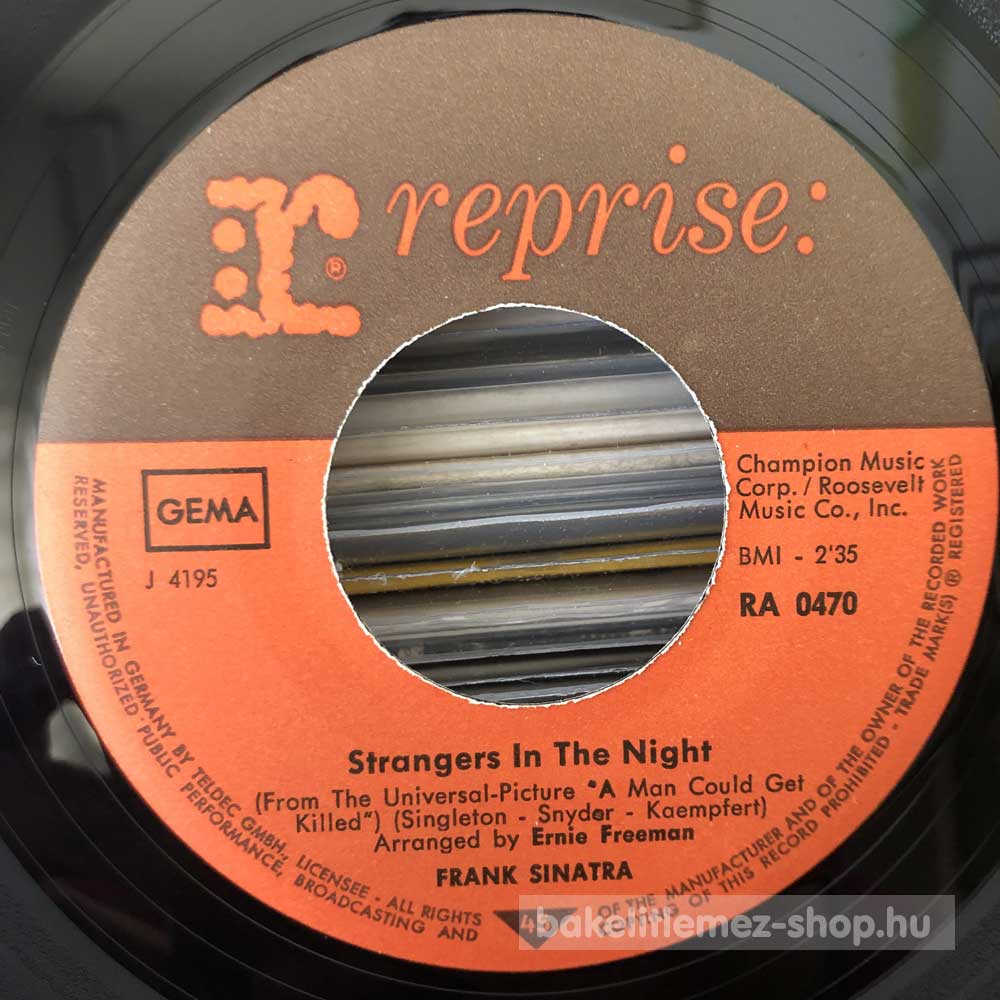 r® reprise:
GEMA
J 4195
Champion Music
Corp. / Roosevelt
Music Co., Inc.
BMI - 2'35
RA 0470
Strangers In The Night
(From The Universal-Picture "A Man Could Get
Killed") (Singleton - Snyder - Kaempfert)
Arranged by Ernie Freeman
FRANK SINATRA
MANUFACTURED IN GERMANY BY TELDEC GMBH., LICENSEE - ALL RIGHTS
RESERVED, UNAUTHORIZED PUBLIC PERFORMANCE, BROADCASTING AND
45
OF THE MANUFACTURER AND OF THE OWNER OF THE RECORDED WORK
COPYING OF THIS RECORD PROHIBITED - TRADE MARK(S) ® REGISTERED
bakelitlemez-shop.hu